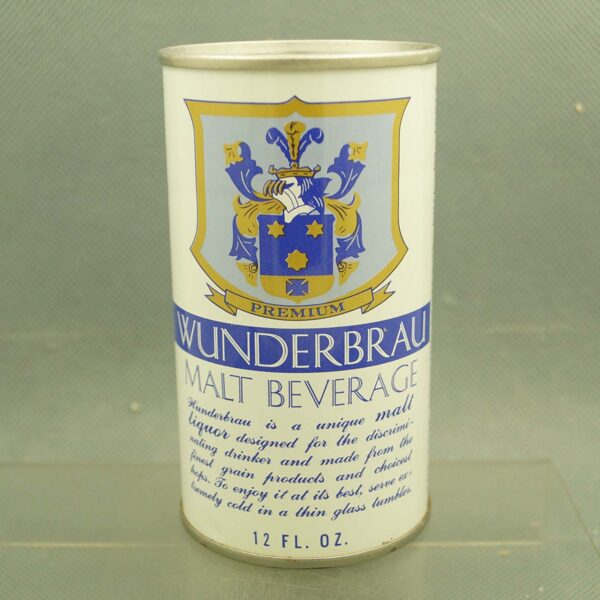 PREMIUM
WUNDERBRAU
MALT BEVERAGE
Wunderbrau is a unique malt
liquor designed for the discrimi-
nating drinker and made from the
finest grain products and choicest
hops. To enjoy it at its best, serve ex-
tremely cold in a thin glass tumbler.
12 FL. OZ.